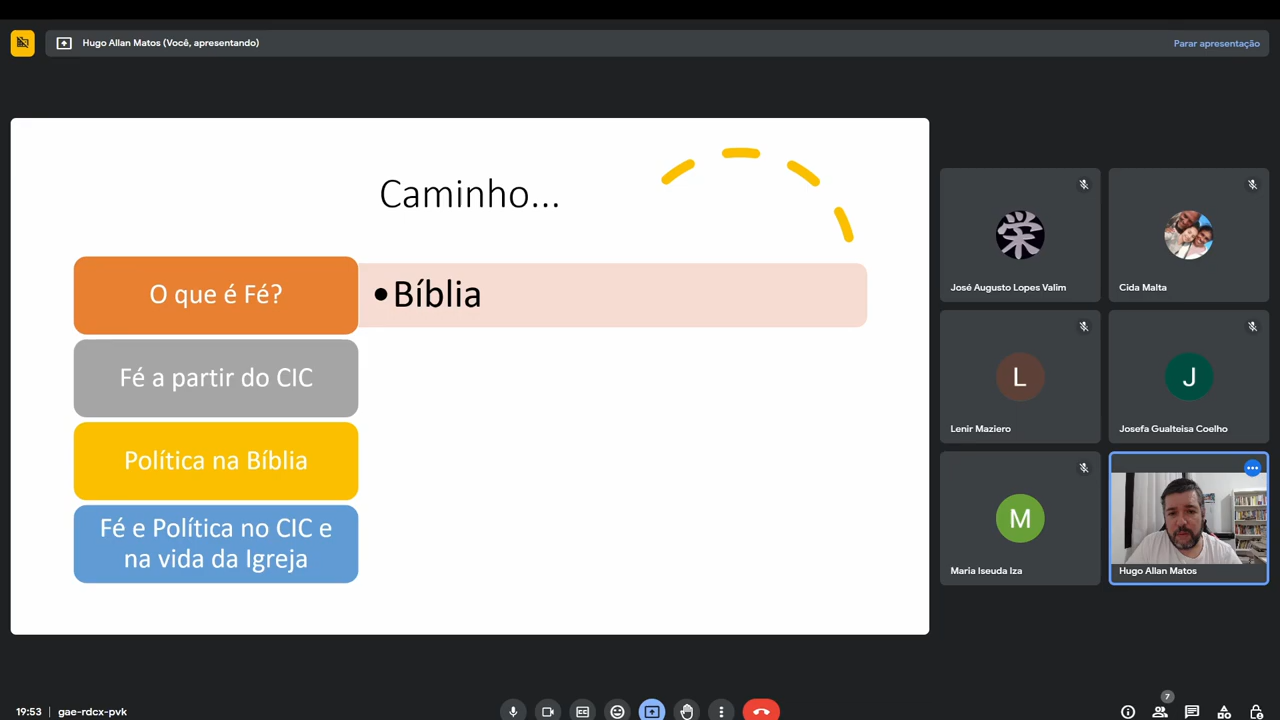 Hugo Allan Matos (Você, apresentando)
Parar apresentação
Caminho...
O que é Fé?
•Bíblia
Fé a partir do CIC
Política na Bíblia
Fé e Política no CIC e
na vida da Igreja
栄
José Augusto Lopes Valim
Cida Malta
L
Lenir Maziero
J
Josefa Gualteisa Coelho
M
Maria Iseuda Iza
Hugo Allan Matos
19:53
gae-rdcx-pvk
7